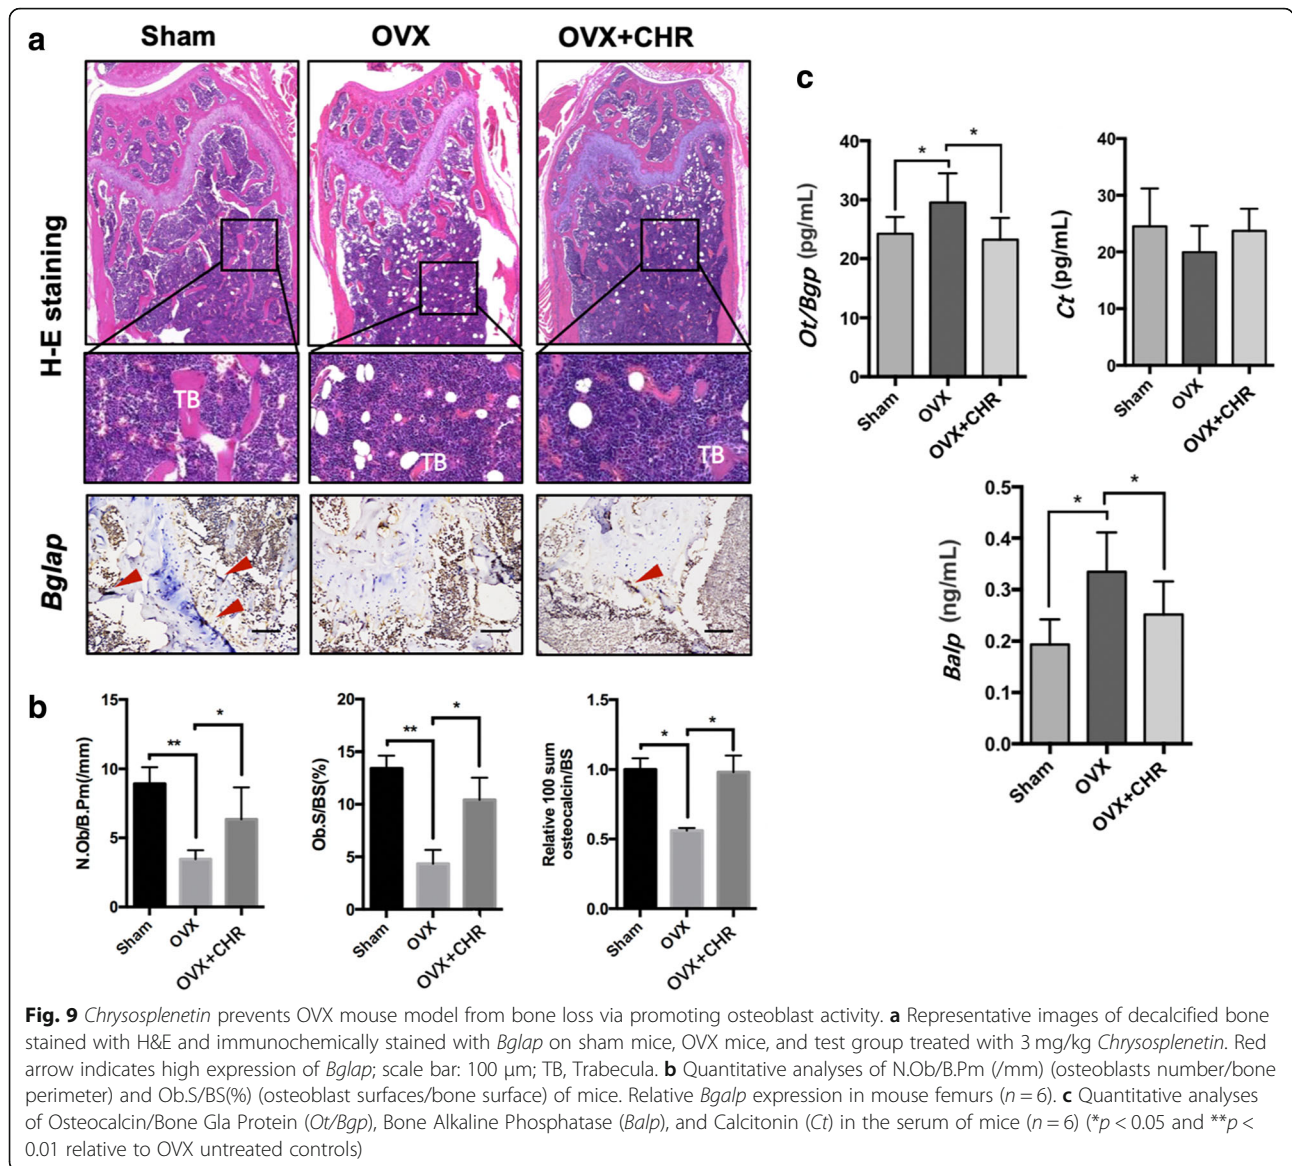 a
Sham
OVX
OVX+CHR
H-E staining
TB
TB
TB
Bglap
b
15
10
5
0
N.Ob/B.Pm(/mm)
**
*
Sham
OVX
OVX+CHR
20
15
10
5
0
Ob.S/BS(%)
**
*
Sham
OVX
OVX+CHR
1.5
1.0
0.5
0.0
Relative 100 sum
osteocalcin/BS
*
*
Sham
OVX
OVX+CHR
c
40
30
20
10
0
Ot/Bgp (pg/mL)
*
*
Sham
OVX
OVX+CHR
40
30
20
10
0
Ct (pg/mL)
Sham
OVX
OVX+CHR
0.5
0.4
0.3
0.2
0.1
0.0
Balp (ng/mL)
*
*
Sham
OVX
OVX+CHR
Fig. 9 Chrysosplenetin prevents OVX mouse model from bone loss via promoting osteoblast activity. a Representative images of decalcified bone
stained with H&E and immunochemically stained with Bglap on sham mice, OVX mice, and test group treated with 3 mg/kg Chrysosplenetin. Red
arrow indicates high expression of Bglap; scale bar: 100 μm; TB, Trabecula. b Quantitative analyses of N.Ob/B.Pm (/mm) (osteoblasts number/bone
perimeter) and Ob.S/BS(%) (osteoblast surfaces/bone surface) of mice. Relative Bgalp expression in mouse femurs (n = 6). c Quantitative analyses
of Osteocalcin/Bone Gla Protein (Ot/Bgp), Bone Alkaline Phosphatase (Balp), and Calcitonin (Ct) in the serum of mice (n = 6) (*p < 0.05 and **p <
0.01 relative to OVX untreated controls)